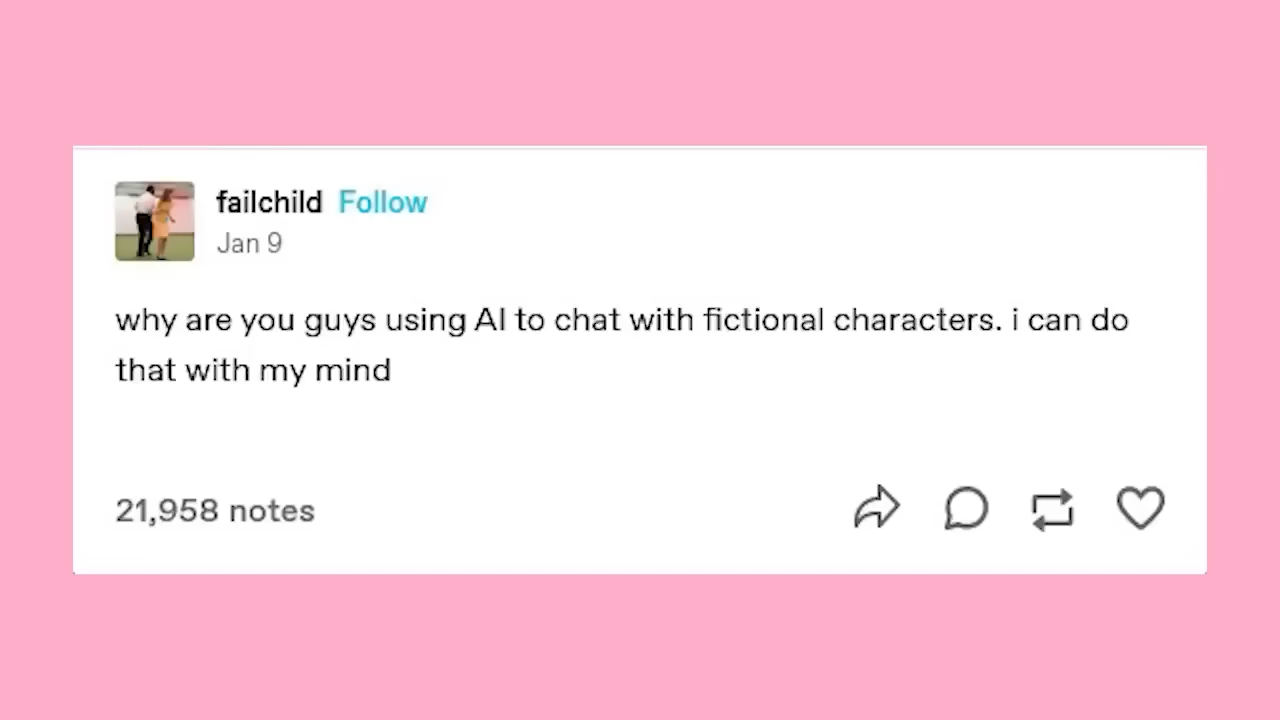 failchild Follow
Jan 9
why are you guys using AI to chat with fictional characters. i can do
that with my mind
21,958 notes